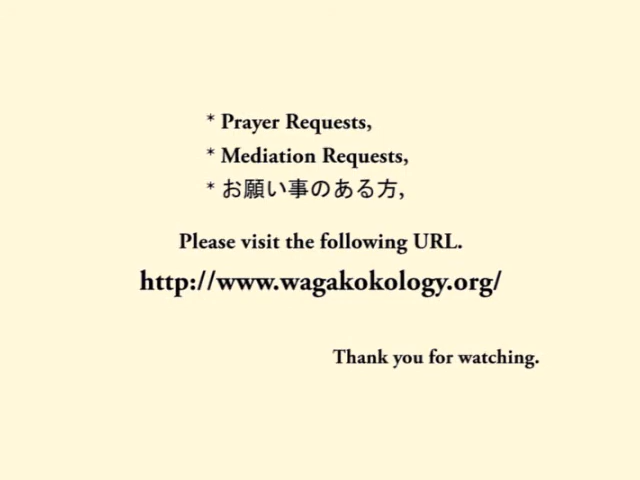 * Prayer Requests,
* Mediation Requests,
* お願い事のある方,
Please visit the following URL.
http://www.wagakokology.org/
Thank you for watching.